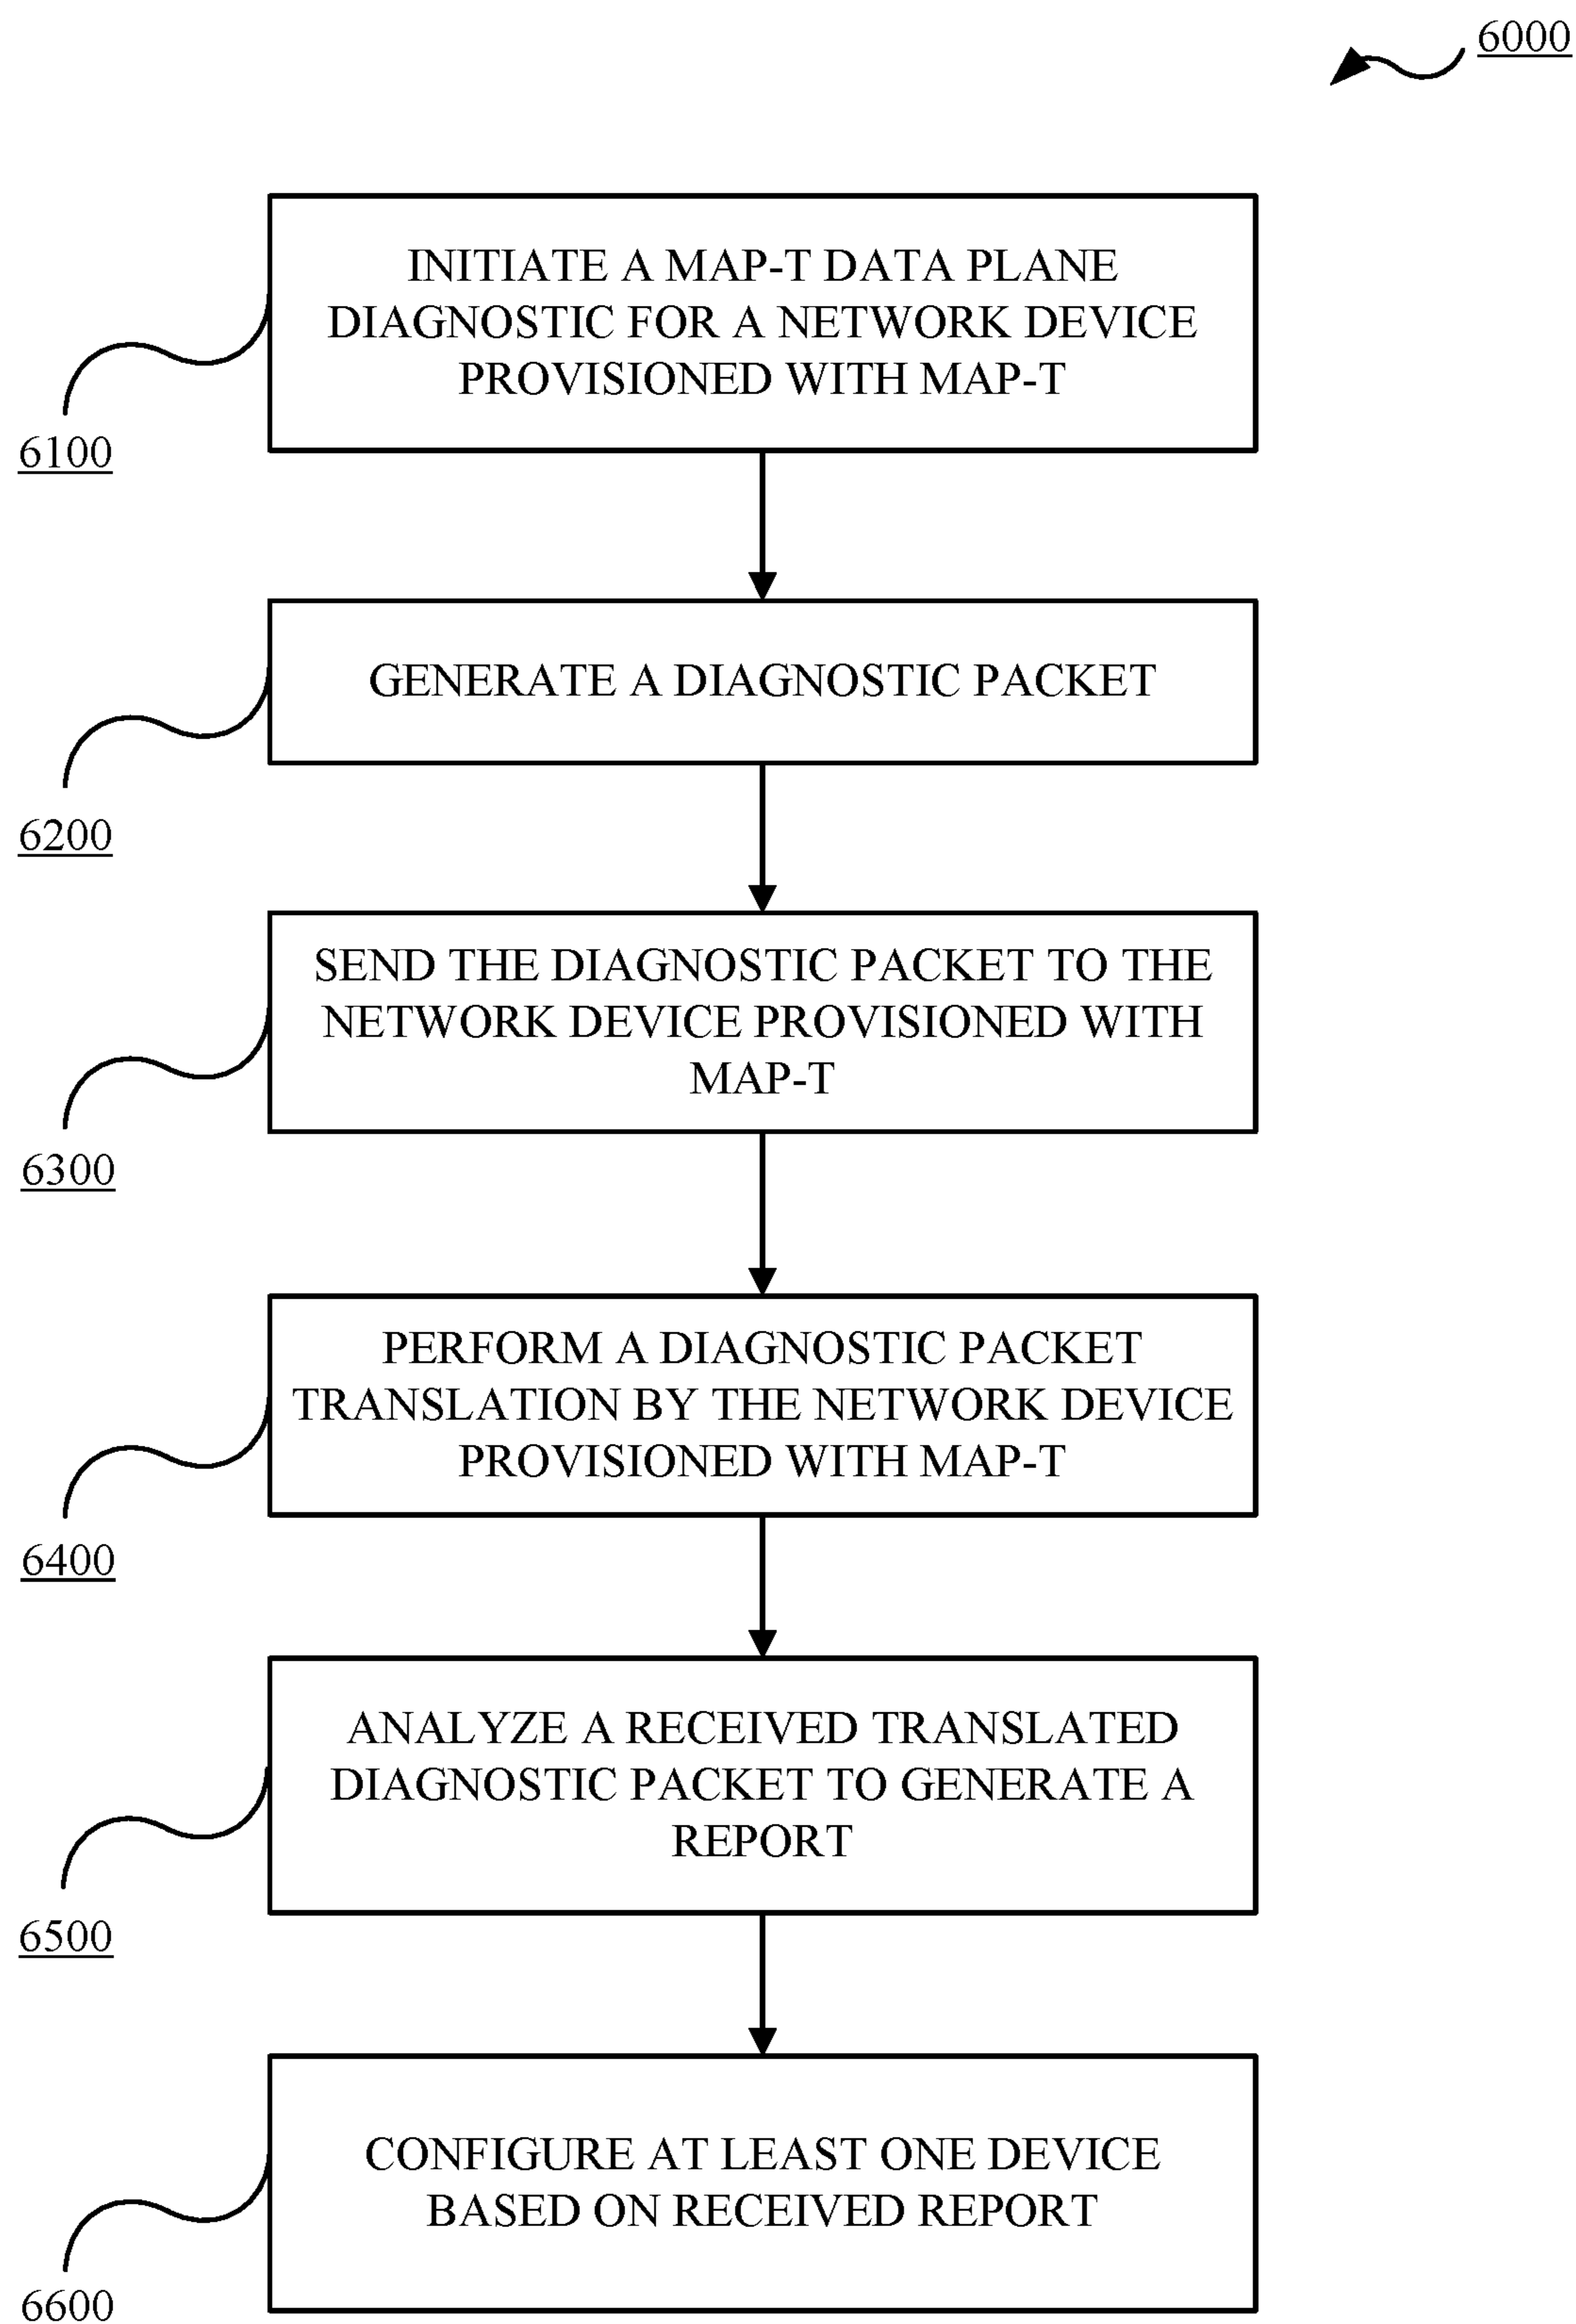 6000
INITIATE A MAP-T DATA PLANE
DIAGNOSTIC FOR A NETWORK DEVICE
PROVISIONED WITH MAP-T
6100
GENERATE A DIAGNOSTIC PACKET
6200
SEND THE DIAGNOSTIC PACKET TO THE
NETWORK DEVICE PROVISIONED WITH
MAP-T
6300
PERFORM A DIAGNOSTIC PACKET
TRANSLATION BY THE NETWORK DEVICE
PROVISIONED WITH MAP-T
6400
ANALYZE A RECEIVED TRANSLATED
DIAGNOSTIC PACKET TO GENERATE A
REPORT
6500
CONFIGURE AT LEAST ONE DEVICE
BASED ON RECEIVED REPORT
6600